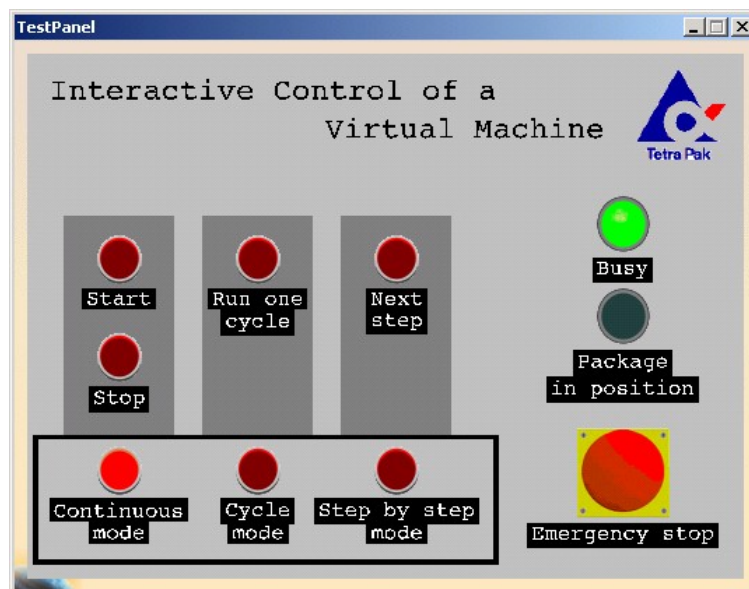 TestPanel
Interactive Control of a
Virtual Machine
Tetra Pak
Start
Run one
cycle
Next
step
Busy
Stop
Package
in position
Continuous
mode
Cycle
mode
Step by step
mode
Emergency stop